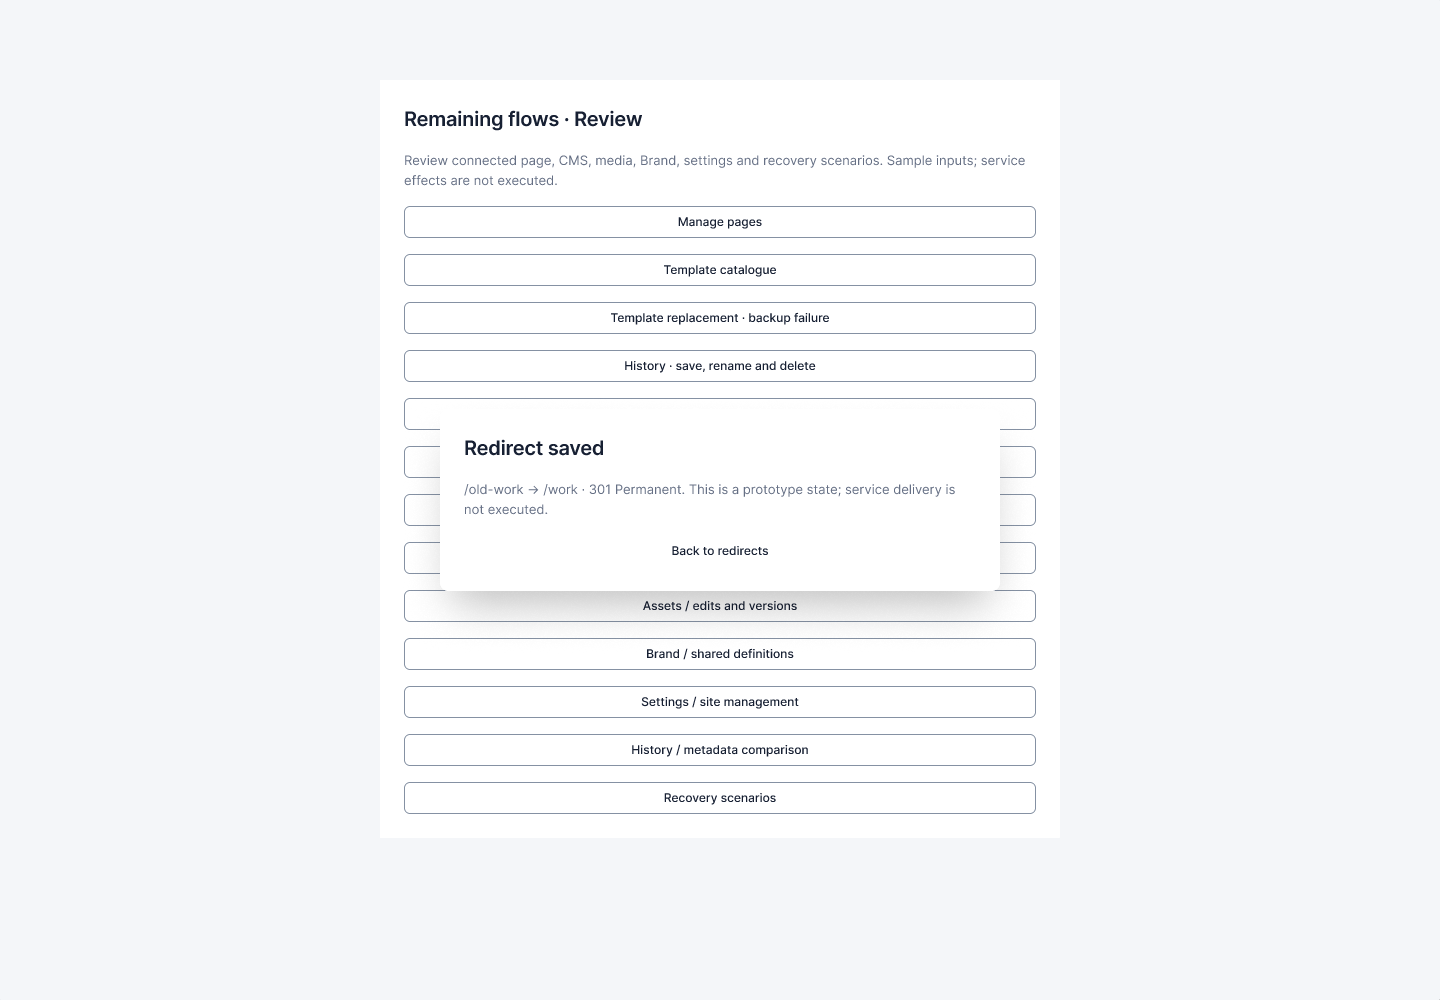 Remaining flows · Review
Review connected page, CMS, media, Brand, settings and recovery scenarios. Sample inputs; service
effects are not executed.
Manage pages
Template catalogue
Template replacement · backup failure
History · save, rename and delete
Redirect saved
/old-work → /work · 301 Permanent. This is a prototype state; service delivery is
not executed.
Back to redirects
Assets / edits and versions
Brand / shared definitions
Settings / site management
History / metadata comparison
Recovery scenarios